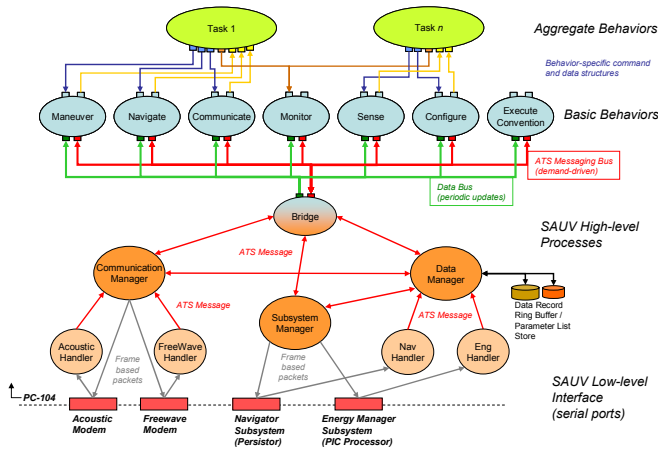 Task 1
Task n
Aggregate Behaviors
Behavior-specific command
and data structures
Maneuver
Navigate
Communicate
Monitor
Sense
Configure
Execute
Convention
Basic Behaviors
ATS Messaging Bus
(demand-driven)
Data Bus
(periodic updates)
Bridge
SAUV High-level
Processes
ATS Message
Communication
Manager
Data
Manager
ATS Message
Subsystem
Manager
ATS Message
Data Record
Ring Buffer /
Parameter List
Store
Acoustic
Handler
FreeWave
Handler
Nav
Handler
Eng
Handler
Frame
based
packets
Frame
based
packets
PC-104
SAUV Low-level
Interface
(serial ports)
Acoustic
Modem
Freewave
Modem
Navigator
Subsystem
(Persistor)
Energy Manager
Subsystem
(PIC Processor)